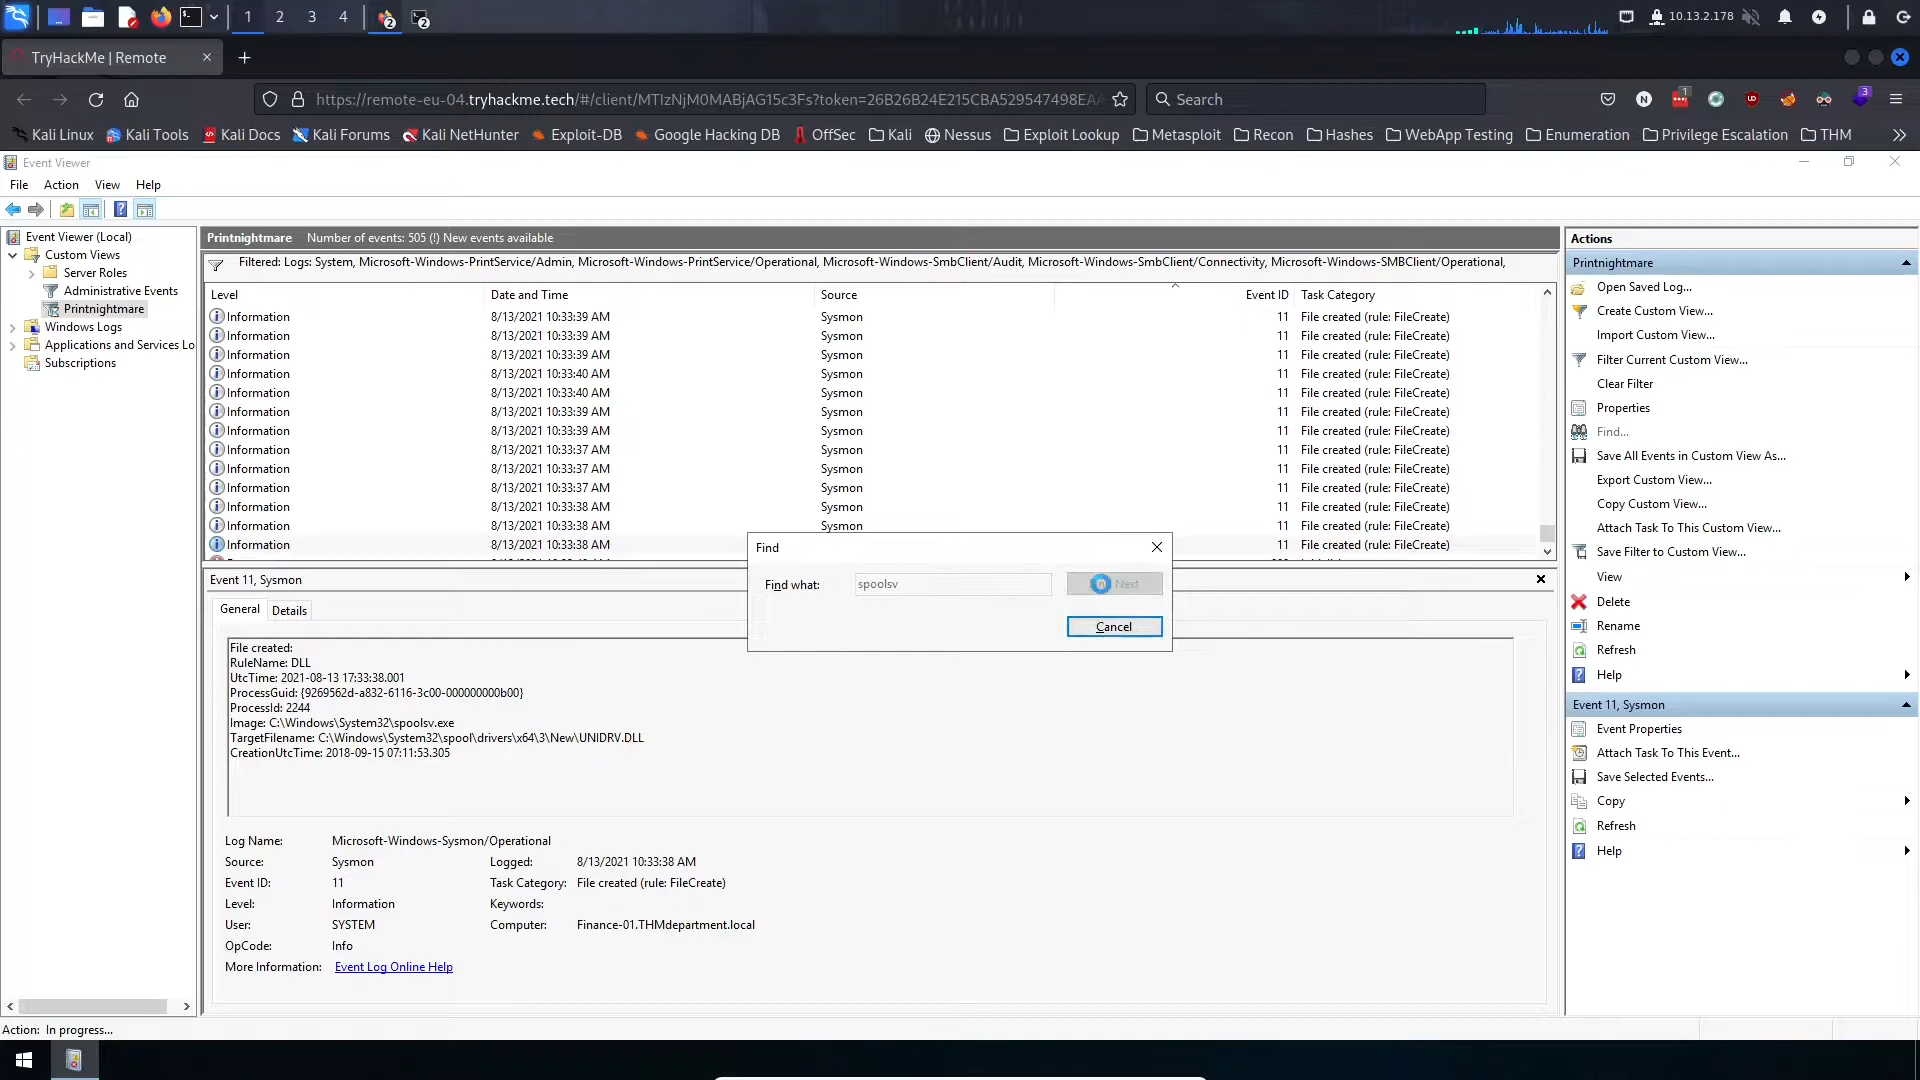 1 2 3 4 2 2 10.13.2.178
TryHackMe | Remote
https://remote-eu-04.tryhackme.tech/#/client/MTIzNjM0MABjAG15c3Fs?token=26B26B24E215CBA529547498EA
Search
1 3
Kali Linux Kali Tools Kali Docs Kali Forums Kali NetHunter Exploit-DB Google Hacking DB OffSec Kali Nessus Exploit Lookup Metasploit Recon Hashes WebApp Testing Enumeration Privilege Escalation THM
Event Viewer
File Action View Help
Event Viewer (Local)
Custom Views
Server Roles
Administrative Events
Printnightmare
Windows Logs
Applications and Services Lo
Subscriptions
Printnightmare Number of events: 505 (!) New events available
Filtered: Logs: System, Microsoft-Windows-PrintService/Admin, Microsoft-Windows-PrintService/Operational, Microsoft-Windows-SmbClient/Audit, Microsoft-Windows-SmbClient/Connectivity, Microsoft-Windows-SMBClient/Operational,
Level Date and Time Source Event ID Task Category
Information 8/13/2021 10:33:39 AM Sysmon 11 File created (rule: FileCreate)
Information 8/13/2021 10:33:39 AM Sysmon 11 File created (rule: FileCreate)
Information 8/13/2021 10:33:39 AM Sysmon 11 File created (rule: FileCreate)
Information 8/13/2021 10:33:40 AM Sysmon 11 File created (rule: FileCreate)
Information 8/13/2021 10:33:40 AM Sysmon 11 File created (rule: FileCreate)
Information 8/13/2021 10:33:39 AM Sysmon 11 File created (rule: FileCreate)
Information 8/13/2021 10:33:39 AM Sysmon 11 File created (rule: FileCreate)
Information 8/13/2021 10:33:37 AM Sysmon 11 File created (rule: FileCreate)
Information 8/13/2021 10:33:37 AM Sysmon 11 File created (rule: FileCreate)
Information 8/13/2021 10:33:37 AM Sysmon 11 File created (rule: FileCreate)
Information 8/13/2021 10:33:38 AM Sysmon 11 File created (rule: FileCreate)
Information 8/13/2021 10:33:38 AM Sysmon 11 File created (rule: FileCreate)
Information 8/13/2021 10:33:38 AM 11 File created (rule: FileCreate)
Find
Find what: spoolsv Next
Cancel
Event 11, Sysmon
General Details
File created:
RuleName: DLL
UtcTime: 2021-08-13 17:33:38.001
ProcessGuid: {9269562d-a832-6116-3c00-000000000b00}
ProcessId: 2244
Image: C:\Windows\System32\spoolsv.exe
TargetFilename: C:\Windows\System32\spool\drivers\x64\3\New\UNIDRV.DLL
CreationUtcTime: 2018-09-15 07:11:53.305
Log Name: Microsoft-Windows-Sysmon/Operational
Source: Sysmon Logged: 8/13/2021 10:33:38 AM
Event ID: 11 Task Category: File created (rule: FileCreate)
Level: Information Keywords:
User: SYSTEM Computer: Finance-01.THMdepartment.local
OpCode: Info
More Information: Event Log Online Help
Actions
Printnightmare
Open Saved Log...
Create Custom View...
Import Custom View...
Filter Current Custom View...
Clear Filter
Properties
Find...
Save All Events in Custom View As...
Export Custom View...
Copy Custom View...
Attach Task To This Custom View...
Save Filter to Custom View...
View
Delete
Rename
Refresh
Help
Event 11, Sysmon
Event Properties
Attach Task To This Event...
Save Selected Events...
Copy
Refresh
Help
Action: In progress...